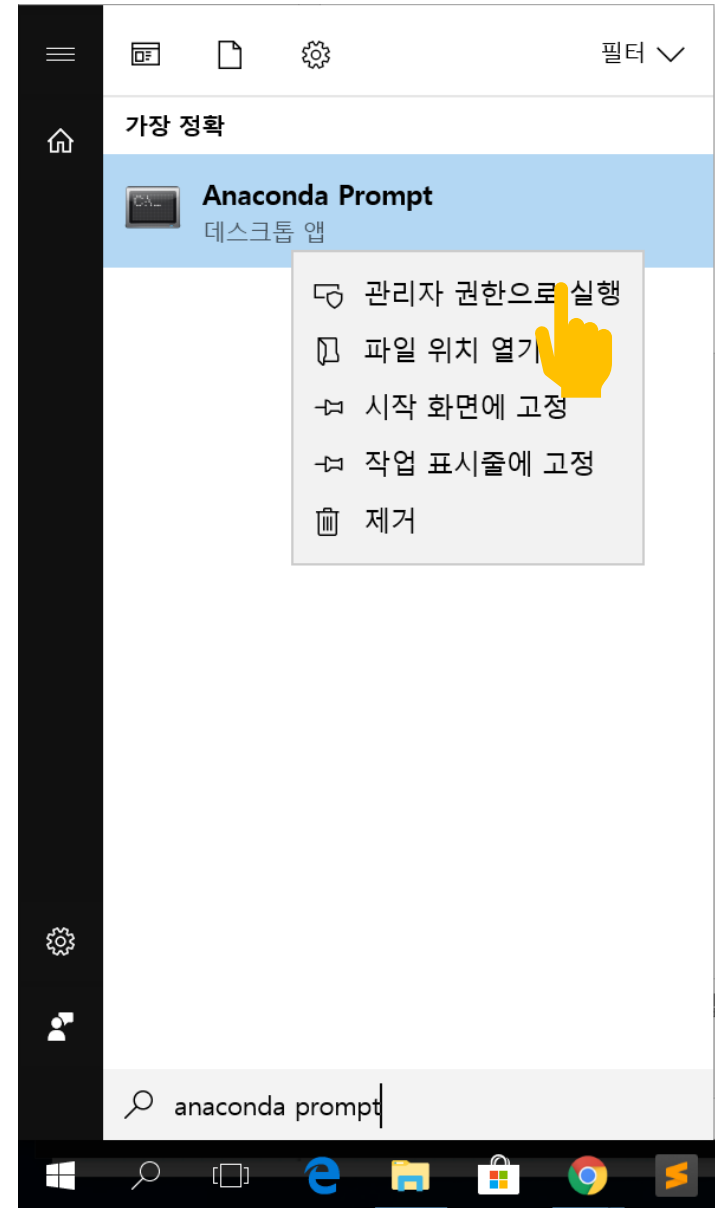 필터
가장 정확
Anaconda Prompt
데스크톱 앱
관리자 권한으로 실행
파일 위치 열기
시작 화면에 고정
작업 표시줄에 고정
제거
anaconda prompt